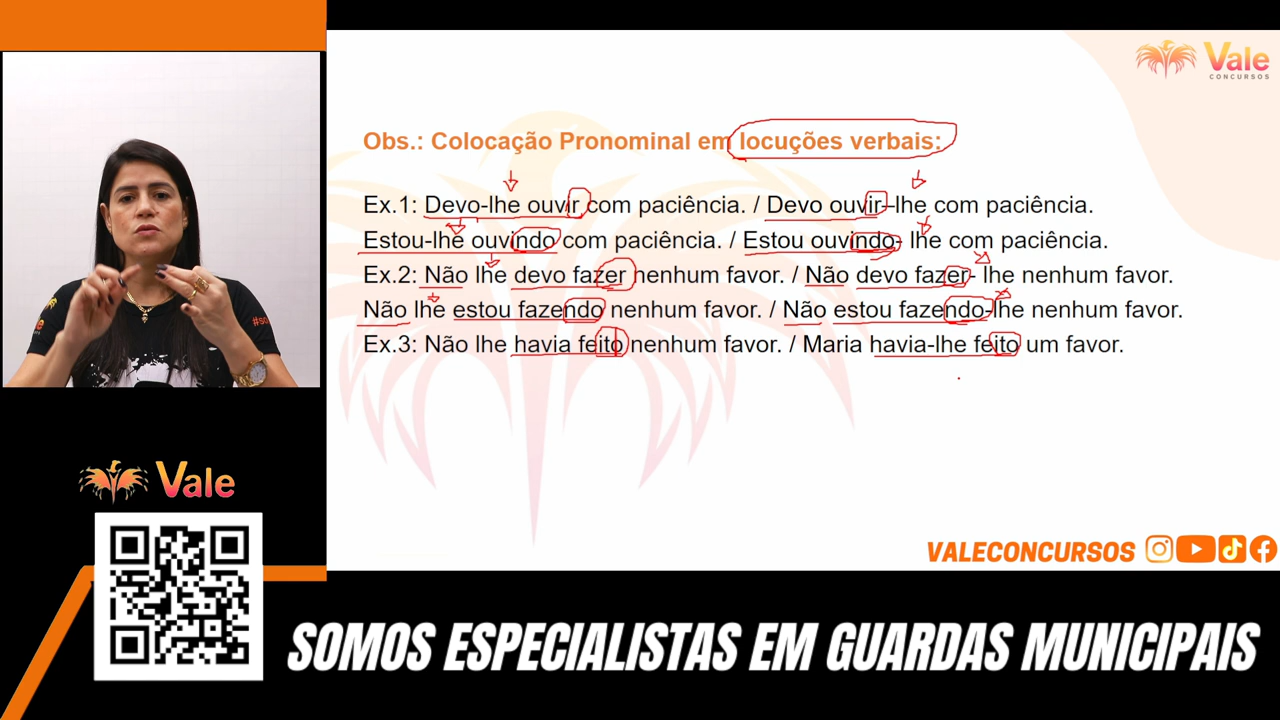 Vale
CONCURSOS
Obs.: Colocação Pronominal em locuções verbais:
Ex.1: Devo-lhe ouvir com paciência. / Devo ouvir–lhe com paciência.
Estou-lhe ouvindo com paciência. / Estou ouvindo- lhe com paciência.
Ex.2: Não lhe devo fazer nenhum favor. / Não devo fazer- lhe nenhum favor.
Não lhe estou fazendo nenhum favor. / Não estou fazendo-lhe nenhum favor.
Ex.3: Não lhe havia feito nenhum favor. / Maria havia-lhe feito um favor.
Vale
VALECONCURSOS
SOMOS ESPECIALISTAS EM GUARDAS MUNICIPAIS